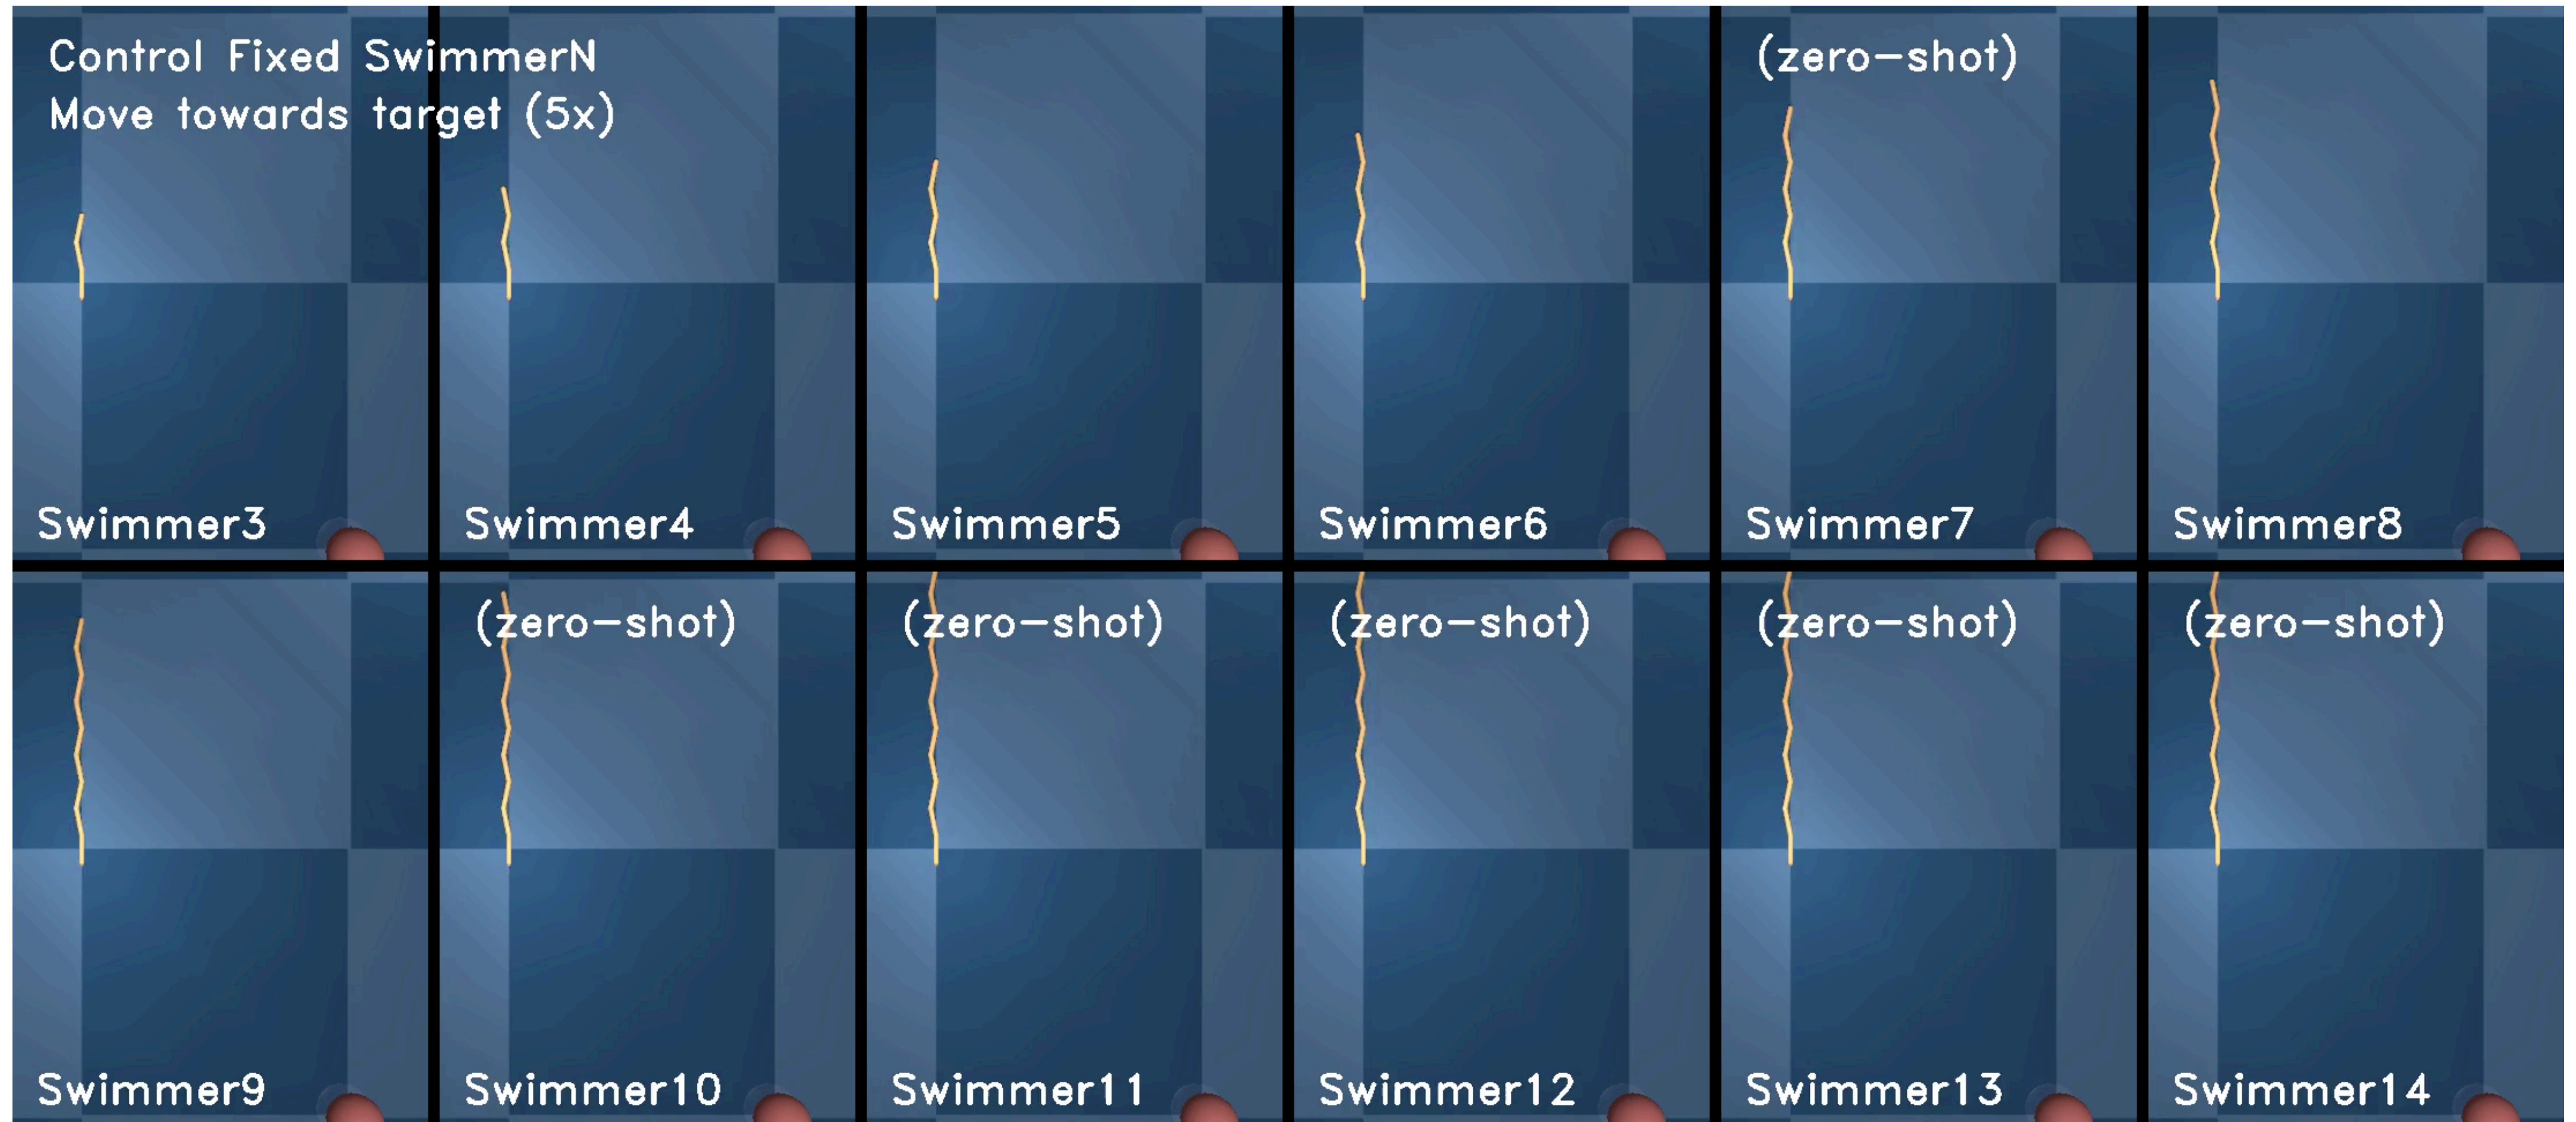 Control Fixed SwimmerN
Move towards target (5x)
(zero-shot)
Swimmer3
Swimmer4
Swimmer5
Swimmer6
Swimmer7
Swimmer8
(zero-shot)
(zero-shot)
(zero-shot)
(zero-shot)
(zero-shot)
Swimmer9
Swimmer10
Swimmer11
Swimmer12
Swimmer13
Swimmer14